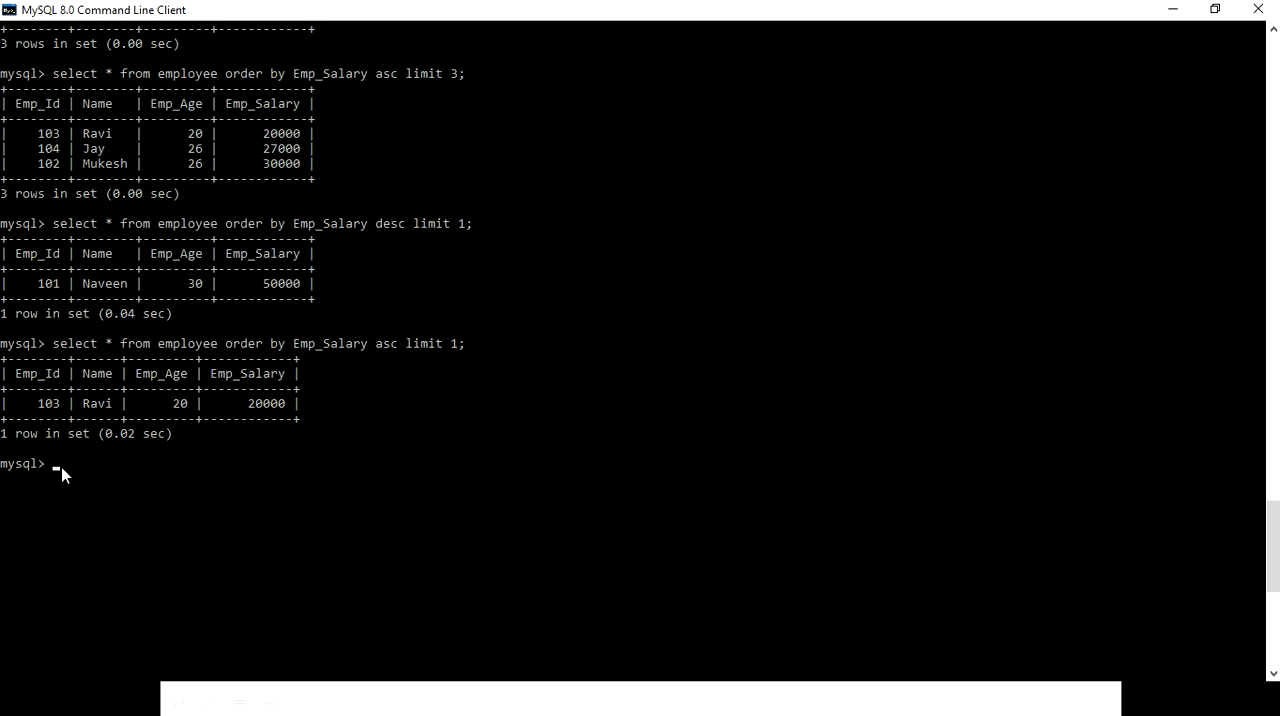 MySQL 8.0 Command Line Client
+--------+---------+---------+------------+
3 rows in set (0.00 sec)
mysql> select * from employee order by Emp_Salary asc limit 3;
+--------+---------+---------+------------+
| Emp_Id | Name    | Emp_Age | Emp_Salary |
+--------+---------+---------+------------+
|    103 | Ravi    |      20 |      20000 |
|    104 | Jay     |      26 |      27000 |
|    102 | Mukesh  |      26 |      30000 |
+--------+---------+---------+------------+
3 rows in set (0.00 sec)
mysql> select * from employee order by Emp_Salary desc limit 1;
+--------+---------+---------+------------+
| Emp_Id | Name    | Emp_Age | Emp_Salary |
+--------+---------+---------+------------+
|    101 | Naveen  |      30 |      50000 |
+--------+---------+---------+------------+
1 row in set (0.04 sec)
mysql> select * from employee order by Emp_Salary asc limit 1;
+--------+------+---------+------------+
| Emp_Id | Name | Emp_Age | Emp_Salary |
+--------+------+---------+------------+
|    103 | Ravi |      20 |      20000 |
+--------+------+---------+------------+
1 row in set (0.02 sec)
mysql>